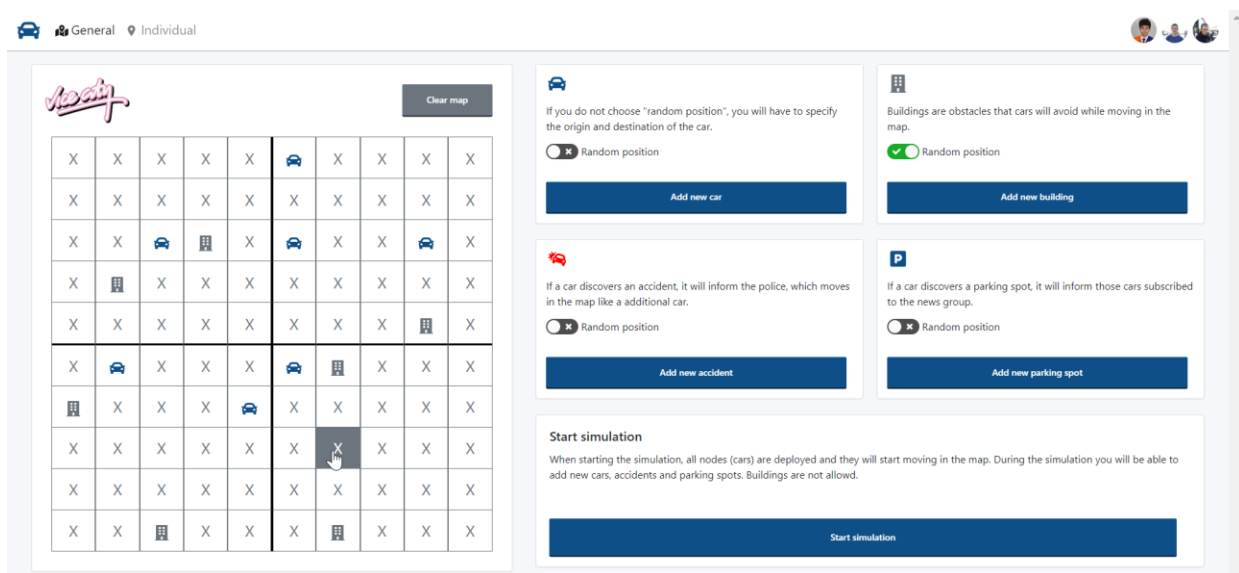 General Individual
vice city
Clear map
X X X X X X X X X
X X X X X X X X X X
X X X X X X
X X X X X X X X X
X X X X X X X X X
X X X X X X X
X X X X X X X X
X X X X X X X X X X
X X X X X X X X X X
X X X X X X X X
If you do not choose "random position", you will have to specify
the origin and destination of the car.
Random position
Add new car
Buildings are obstacles that cars will avoid while moving in the
map.
Random position
Add new building
If a car discovers an accident, it will inform the police, which moves
in the map like a additional car.
Random position
Add new accident
P
If a car discovers a parking spot, it will inform those cars subscribed
to the news group.
Random position
Add new parking spot
Start simulation
When starting the simulation, all nodes (cars) are deployed and they will start moving in the map. During the simulation you will be able to
add new cars, accidents and parking spots. Buildings are not allowd.
Start simulation